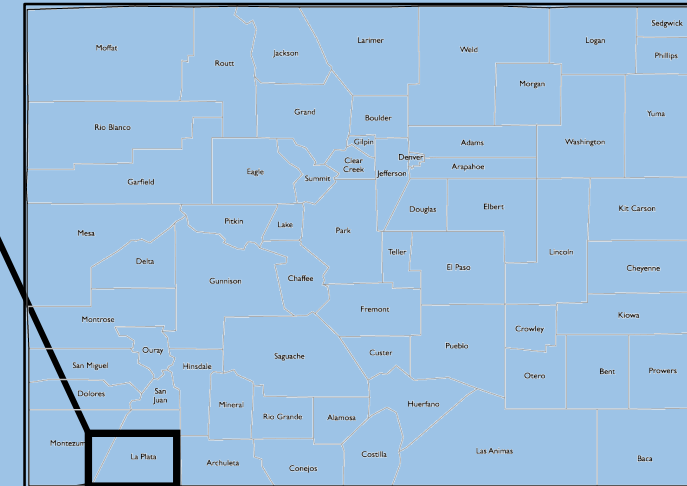 Sedgwick
Moffat
Routt
Jackson
Larimer
Weld
Logan
Phillips
Morgan
Grand
Boulder
Yuma
Rio Blanco
Gilpin
Adams
Washington
Clear
Creek
Denver
Arapahoe
Eagle
Summit
Jefferson
Garfield
Douglas
Elbert
Kit Carson
Pitkin
Lake
Park
Mesa
Teller
Lincoln
Delta
El Paso
Cheyenne
Gunnison
Chaffee
Fremont
Kiowa
Montrose
Crowley
Ouray
Saguache
Custer
Pueblo
San Miguel
Hinsdale
Otero
Bent
Prowers
Dolores
San
Juan
Mineral
Rio Grande
Alamosa
Huerfano
Montezum
La Plata
Archuleta
Conejos
Costilla
Las Animas
Baca